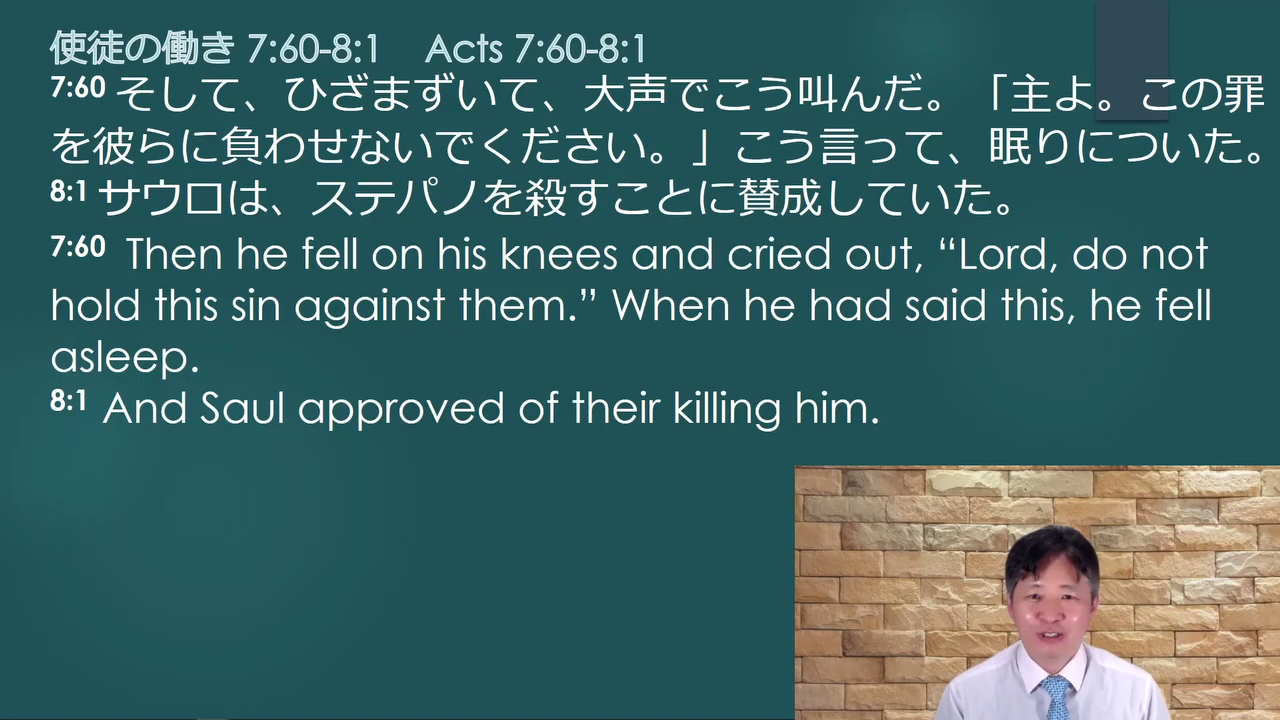 使徒の働き 7:60-8:1 Acts 7:60-8:1
7:60 そして、ひざまずいて、大声でこう叫んだ。「主よ。この罪
を彼らに負わせないでください。」こう言って、眠りについた。
8:1 サウロは、ステパノを殺すことに賛成していた。
7:60 Then he fell on his knees and cried out, “Lord, do not
hold this sin against them.” When he had said this, he fell
asleep.
8:1 And Saul approved of their killing him.